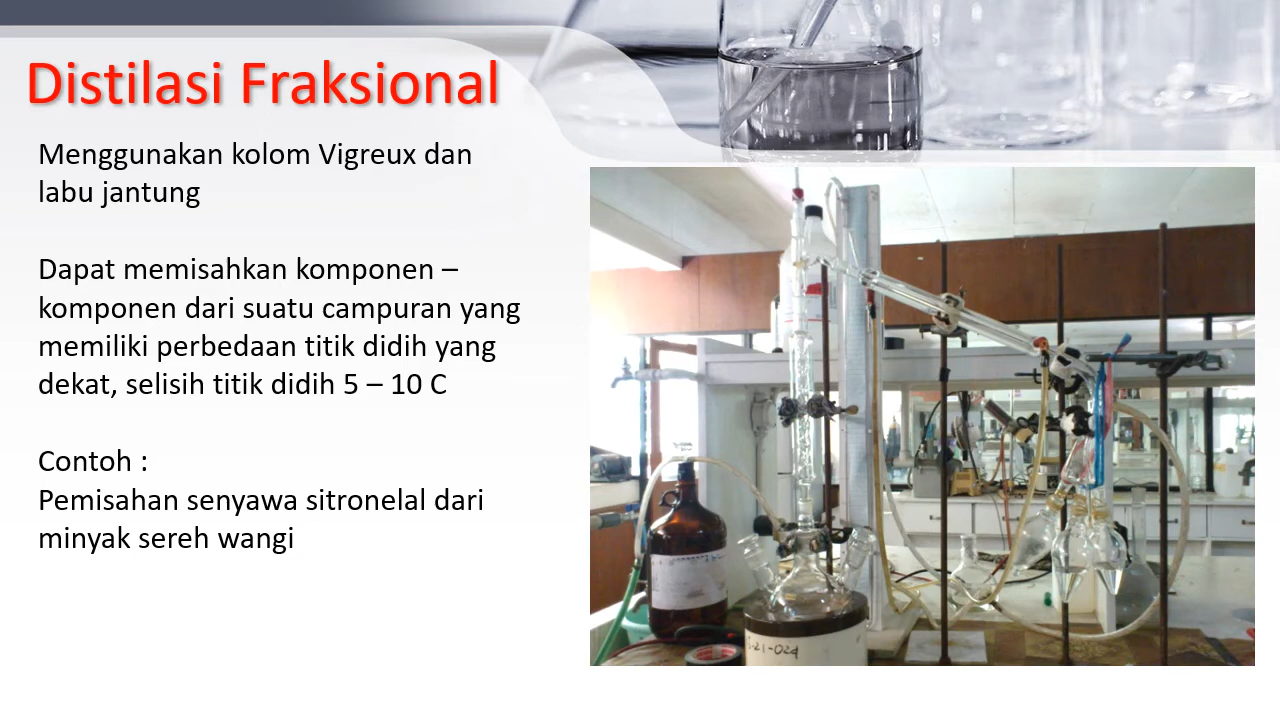 Distilasi Fraksional
Menggunakan kolom Vigreux dan
labu jantung
Dapat memisahkan komponen –
komponen dari suatu campuran yang
memiliki perbedaan titik didih yang
dekat, selisih titik didih 5 – 10 C
Contoh :
Pemisahan senyawa sitronelal dari
minyak sereh wangi